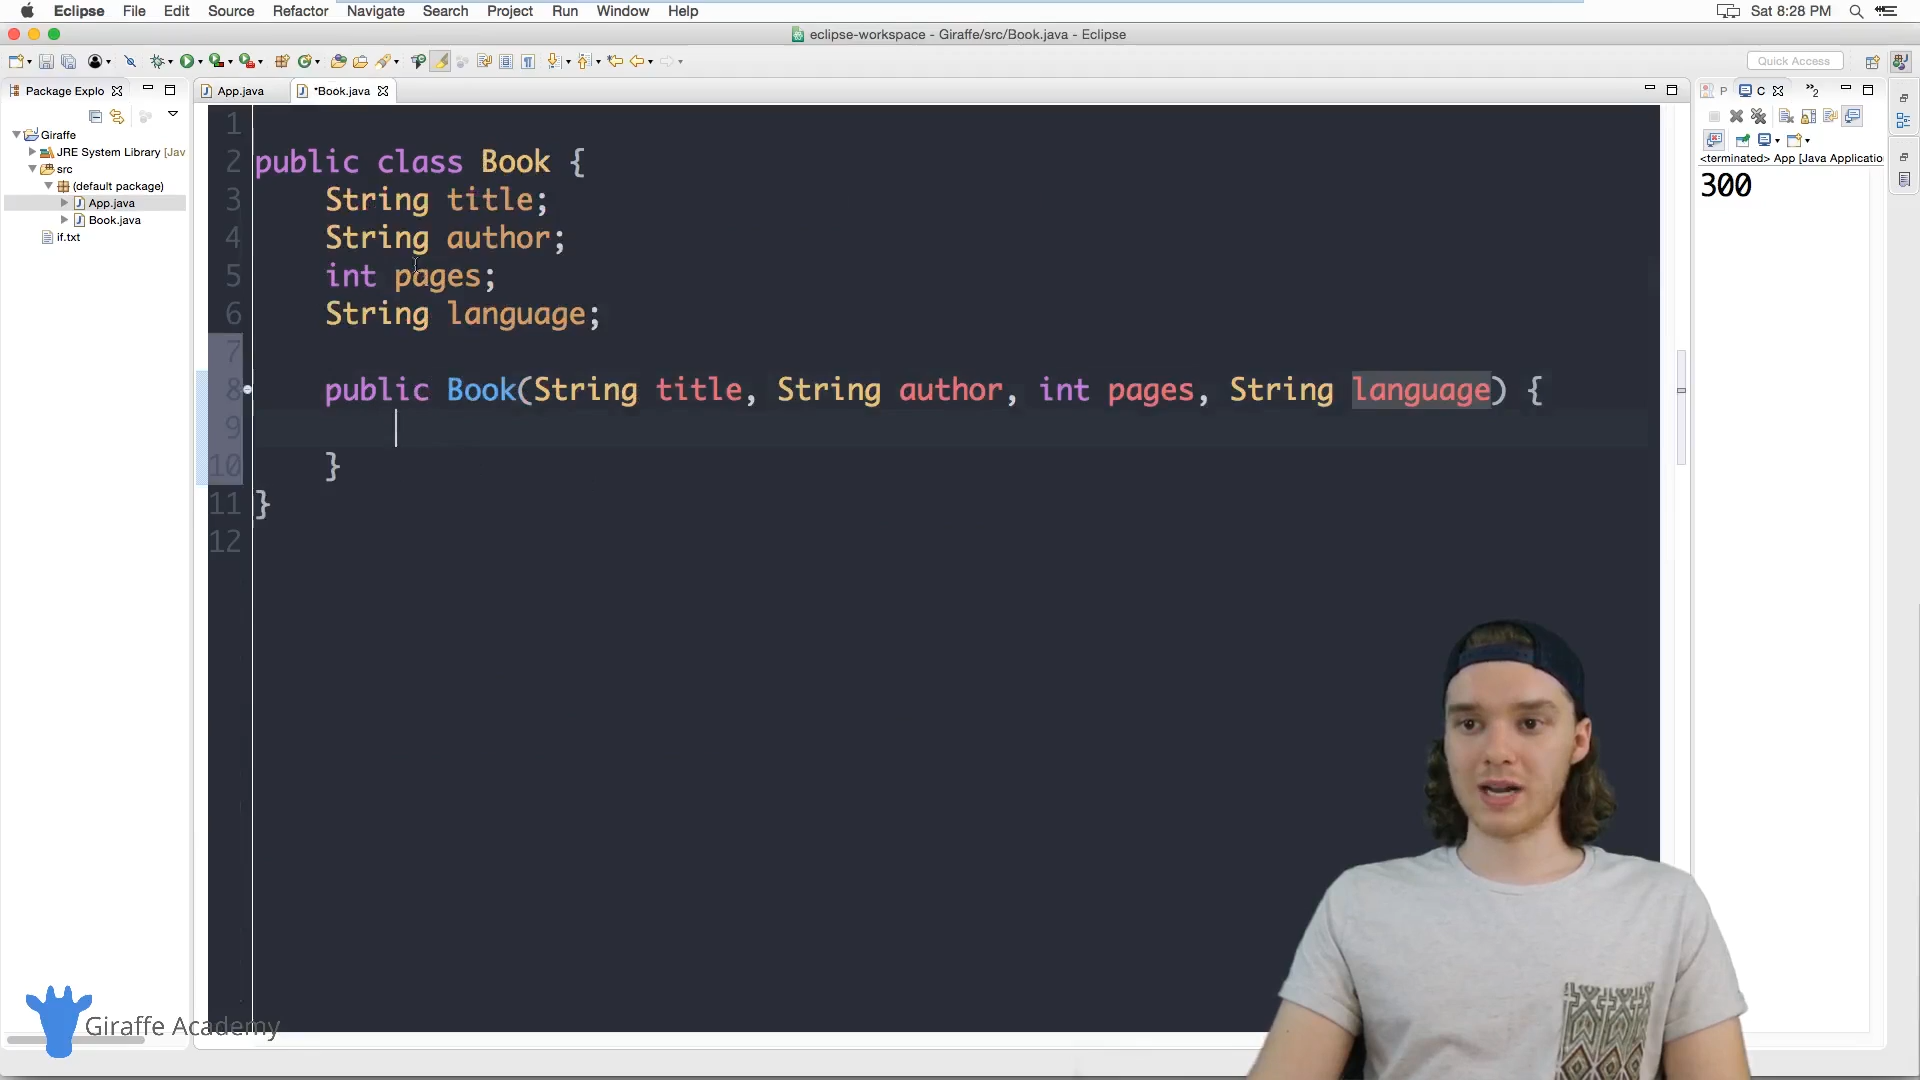 Eclipse File Edit Source Refactor Navigate Search Project Run Window Help Sat 8:28 PM
eclipse-workspace - Giraffe/src/Book.java - Eclipse
Quick Access
Package Explo
App.java
*Book.java
P
C
2
Giraffe
JRE System Library [Jav
src
(default package)
App.java
Book.java
if.txt
1
2 public class Book {
3 String title;
4 String author;
5 int pages;
6 String language;
7
8 public Book(String title, String author, int pages, String language) {
9
10 }
11 }
12
<terminated> App [Java Applicatio
300
Giraffe Academy